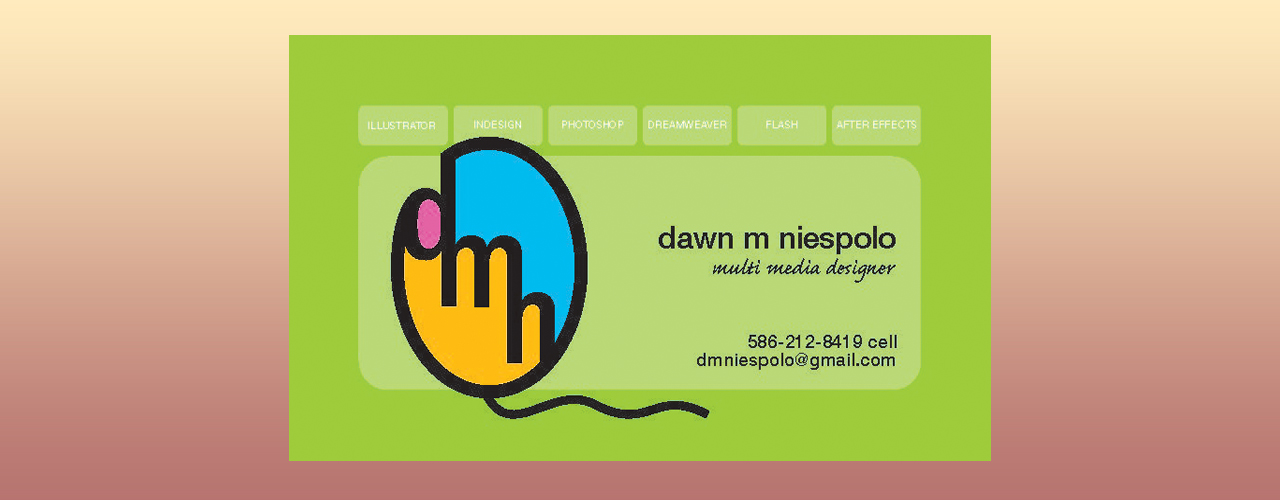 ILLUSTRATOR INDESIGN PHOTOSHOP DREAMWEAVER FLASH AFTER EFFECTS
dmn
dawn m niespolo
multi media designer
586-212-8419 cell
dmniespolo@gmail.com